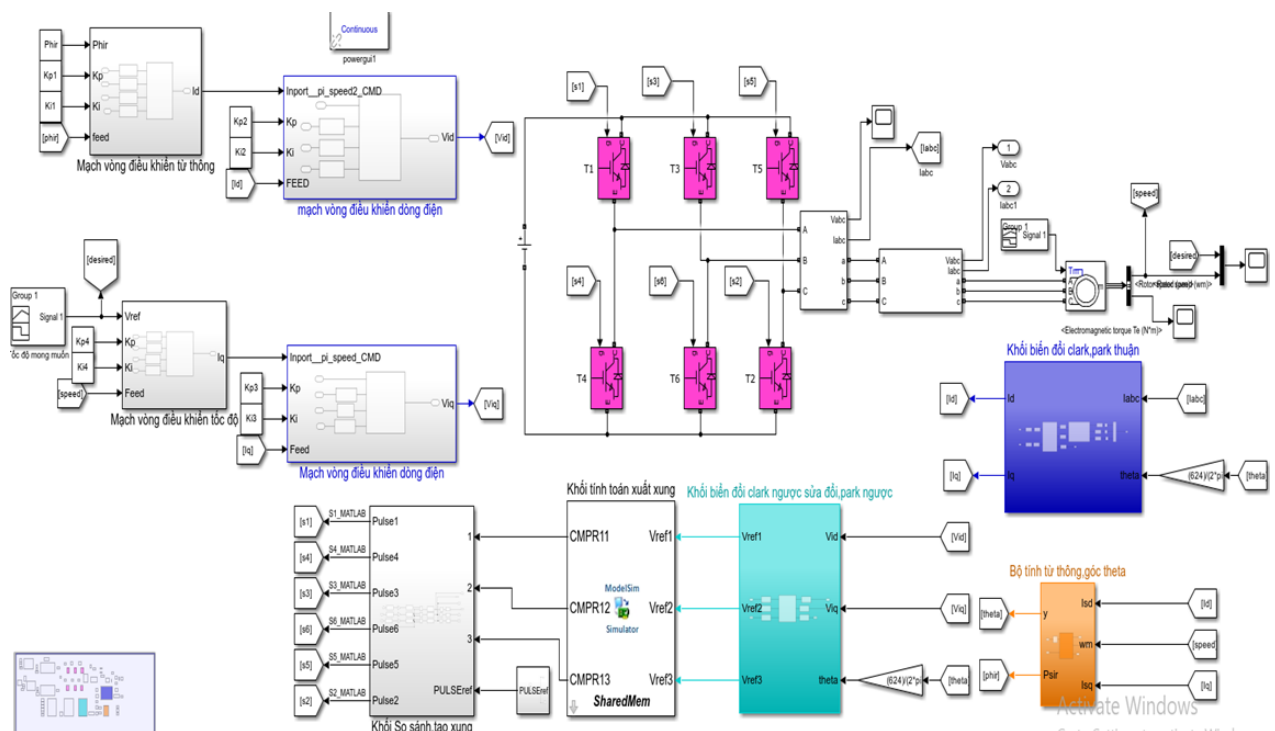 Continuous
powergui1
Phir
Kp1
Ki1
[phir]
Phir
Kp
Ki
feed
Id
Mạch vòng điều khiển từ thông
Kp2
Ki2
[Id]
Inport__pi_speed2_CMD
Kp
Ki
FEED
Vid
[Vid]
mạch vòng điều khiển dòng điện
[desired]
Group 1
Signal 1
tốc độ mong muốn
Kp4
Ki4
[speed]
Vref
Kp
Ki
Feed
Iq
Mạch vòng điều khiển tốc độ
Kp3
Ki3
[Iq]
Inport__pi_speed_CMD
Kp
Ki
Feed
Viq
[Viq]
Mạch vòng điều khiển dòng điện
[s1]
[s3]
[s5]
T1
T3
T5
[s4]
[s6]
[s2]
T4
T6
T2
g
C
E
+
A
B
C
Vabc
Iabc
a
b
c
[Iabc]
Iabc
A
B
C
Vabc
Iabc
a
b
c
1
Vabc
2
Iabc1
Group 1
Signal 1
Tm
A
B
C
m
[speed]
[desired]
<Electromagnetic torque Te (N*m)>
Khối biến đổi clark,park thuận
[Id]
[Iq]
Id
Iq
Iabc
theta
[Iabc]
(624)/(2*pi
[theta
Khối tính toán xuất xung
Khối biến đổi clark ngược sửa đổi,park ngược
[s1]
[s4]
[s3]
[s6]
[s5]
[s2]
S1_MATLAB
S4_MATLAB
S3_MATLAB
S6_MATLAB
S5_MATLAB
S2_MATLAB
Pulse1
Pulse4
Pulse3
Pulse6
Pulse5
Pulse2
1
2
3
PULSEref
PULSEref
Khối So sánh,tạo xung
CMPR11
CMPR12
CMPR13
Vref1
Vref2
Vref3
ModelSim
Simulator
SharedMem
Vref1
Vref2
Vref3
Vid
Viq
theta
[Vid]
[Viq]
(624)/(2*pi
[theta
Bộ tính từ thông,góc theta
[theta]
[phir]
y
Psir
Isd
wm
Isq
[Id]
[speed
[Iq]
Activate Windows